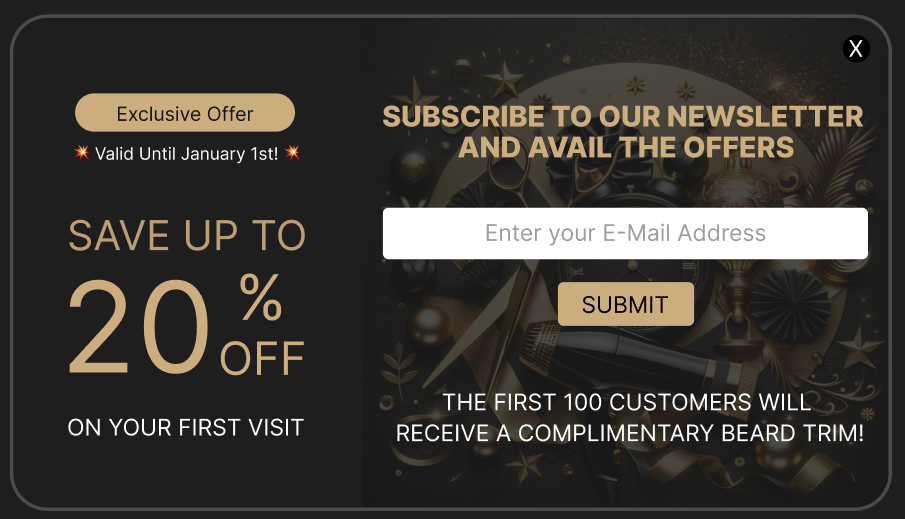 X
Exclusive Offer
💥 Valid Until January 1st! 💥
SAVE UP TO
20 %
OFF
ON YOUR FIRST VISIT
SUBSCRIBE TO OUR NEWSLETTER
AND AVAIL THE OFFERS
Enter your E-Mail Address
SUBMIT
THE FIRST 100 CUSTOMERS WILL
RECEIVE A COMPLIMENTARY BEARD TRIM!